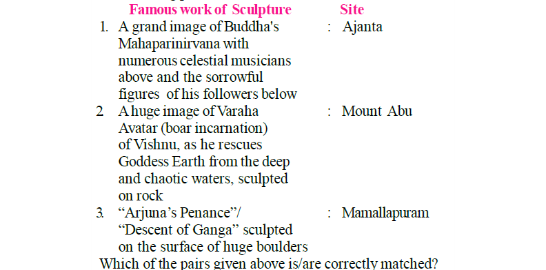 Famous work of Sculpture Site
1. A grand image of Buddha's : Ajanta
Mahaparinirvana with
numerous celestial musicians
above and the sorrowful
figures of his followers below
2 A huge image of Varaha : Mount Abu
Avatar (boar incarnation)
of Vishnu, as he rescues
Goddess Earth from the deep
and chaotic waters, sculpted
on rock
3. “Arjuna’s Penance”/ : Mamallapuram
“Descent of Ganga” sculpted
on the surface of huge boulders
Which of the pairs given above is/are correctly matched?